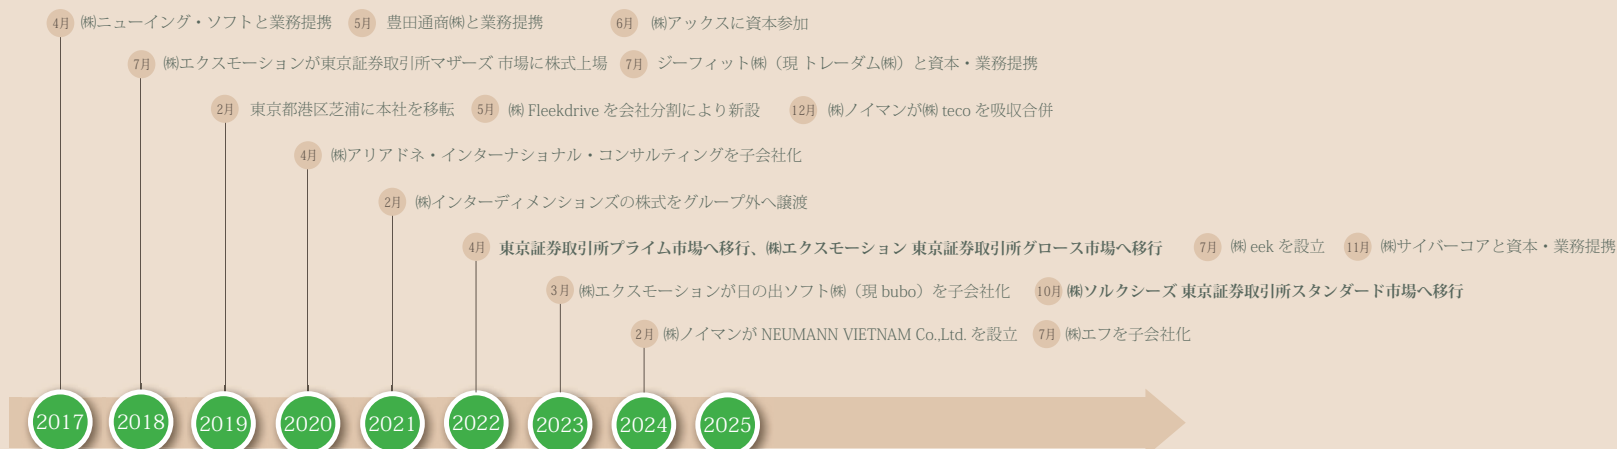 4月 ㈱ニューイング・ソフトと業務提携 5月 豊田通商㈱と業務提携 6月 ㈱アックスに資本参加
7月 ㈱エクスモーションが東京証券取引所マザーズ 市場に株式上場 7月 ジーフィット㈱（現 トレーダム㈱）と資本・業務提携
2月 東京都港区芝浦に本社を移転 5月 ㈱ Fleekdrive を会社分割により新設 12月 ㈱ノイマンが㈱ teco を吸収合併
4月 ㈱アリアドネ・インターナショナル・コンサルティングを子会社化
2月 ㈱インターディメンションズの株式をグループ外へ譲渡
4月 東京証券取引所プライム市場へ移行、㈱エクスモーション 東京証券取引所グロース市場へ移行 7月 ㈱ eek を設立 11月 ㈱サイバーコアと資本・業務提携
3月 ㈱エクスモーションが日の出ソフト㈱（現 bubo）を子会社化 10月 ㈱ソルクシーズ 東京証券取引所スタンダード市場へ移行
2月 ㈱ノイマンが NEUMANN VIETNAM Co.,Ltd. を設立 7月 ㈱エフを子会社化
2017 2018 2019 2020 2021 2022 2023 2024 2025